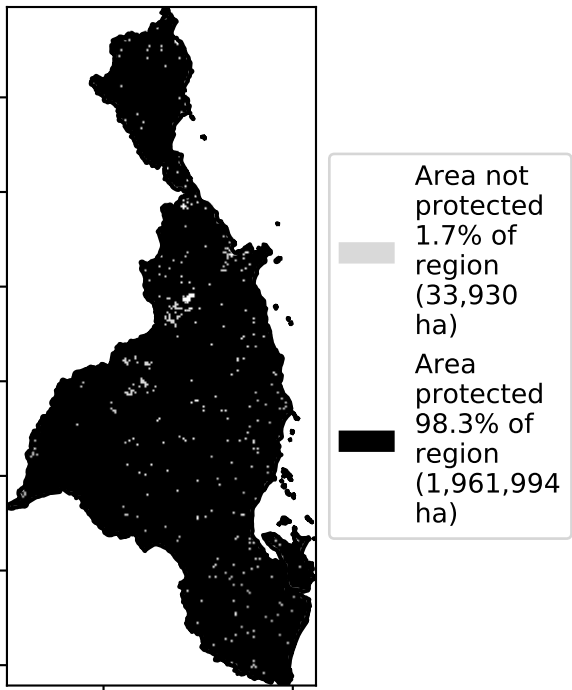 Area not
protected
1.7% of
region
(33,930
ha)
Area
protected
98.3% of
region
(1,961,994
ha)